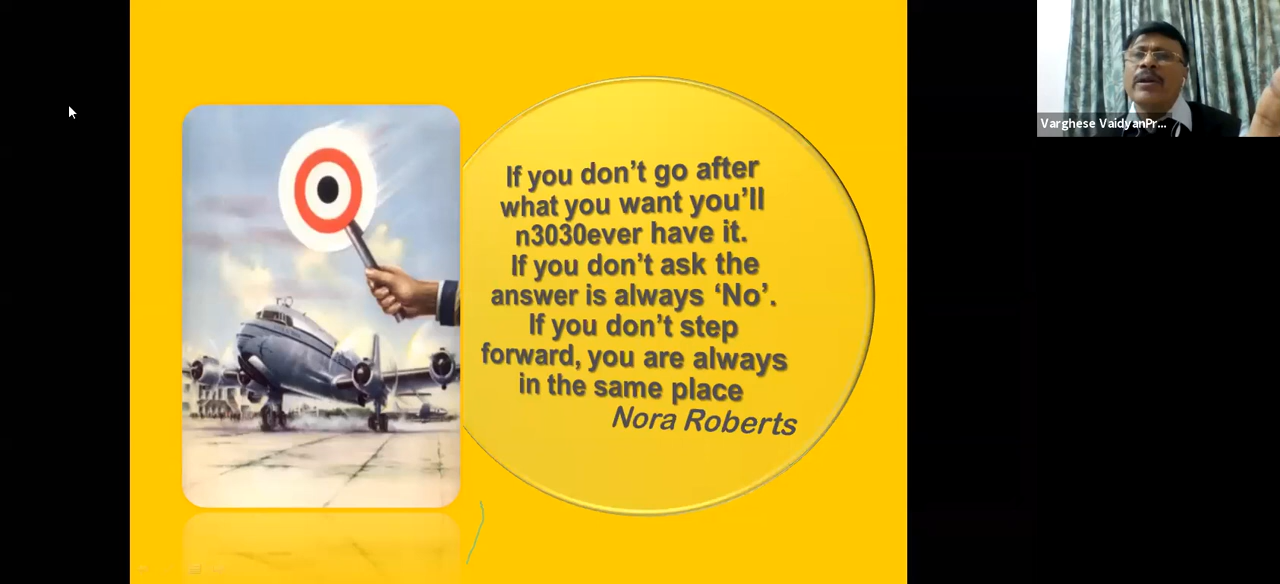 If you don’t go after
what you want you’ll
n3030ever have it.
If you don’t ask the
answer is always ‘No’.
If you don’t step
forward, you are always
in the same place
Nora Roberts
Varghese VaidyanPr...